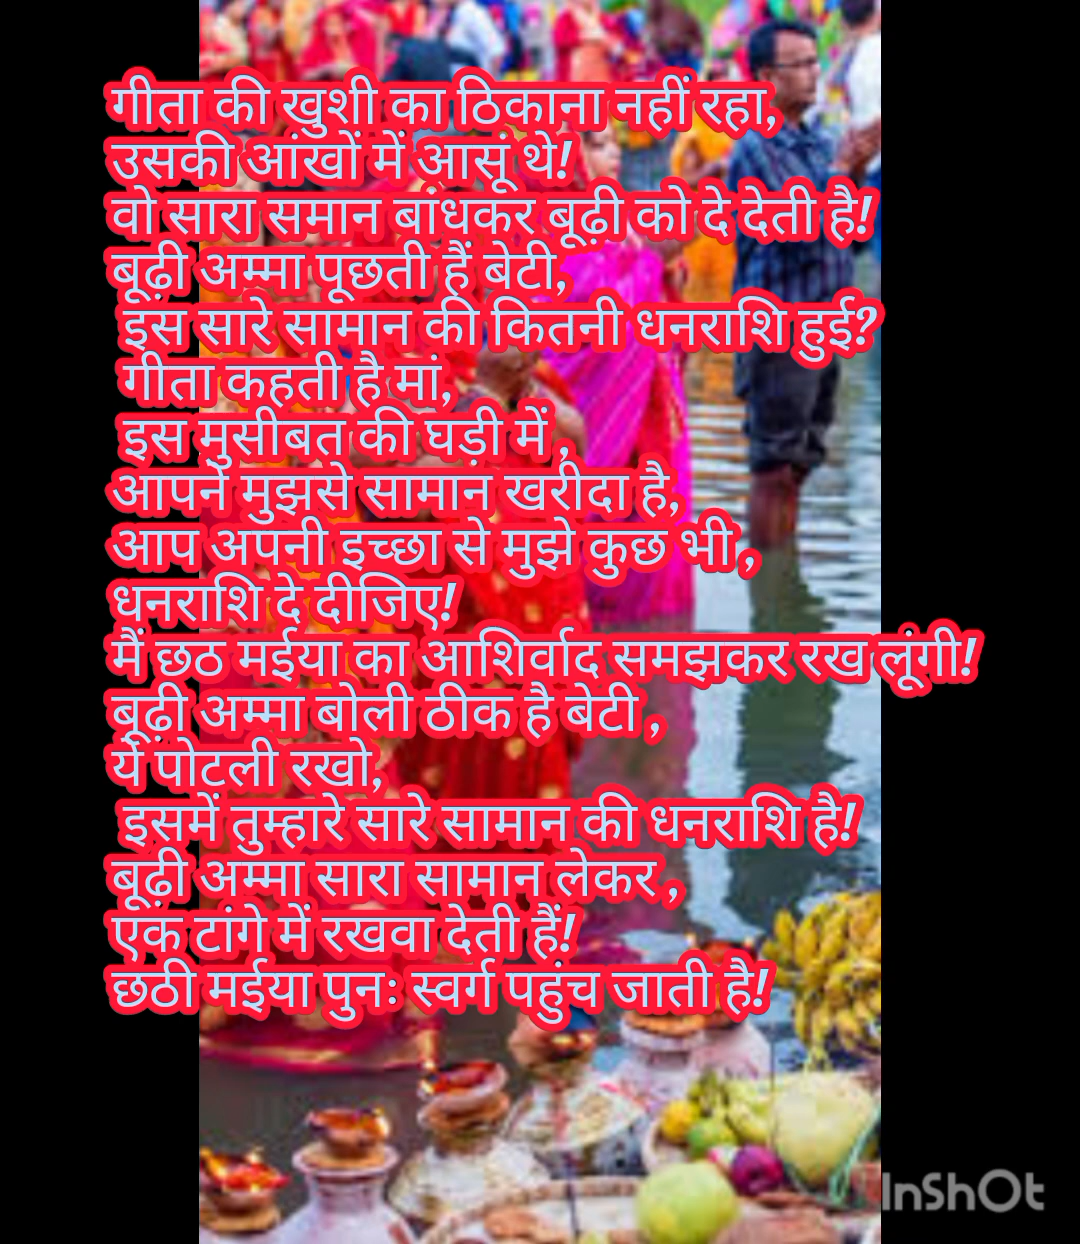 गीता की खुशी का ठिकाना नहीं रहा,
उसकी आंखों में आसूं थे!
वो सारा समान बांधकर बूढ़ी को दे देती है!
बूढ़ी अम्मा पूछती हैं बेटी,
इस सारे सामान की कितनी धनराशि हुई?
गीता कहती है मां,
इस मुसीबत की घड़ी में ,
आपने मुझसे सामान खरीदा है,
आप अपनी इच्छा से मुझे कुछ भी ,
धनराशि दे दीजिए!
मैं छठ मईया का आशिर्वाद समझकर रख लूंगी!
बूढ़ी अम्मा बोली ठीक है बेटी ,
ये पोटली रखो,
इसमें तुम्हारे सारे सामान की धनराशि है!
बूढ़ी अम्मा सारा सामान लेकर ,
एक टांगे में रखवा देती हैं!
छठी मईया पुनः स्वर्ग पहुंच जाती है!
InShOt